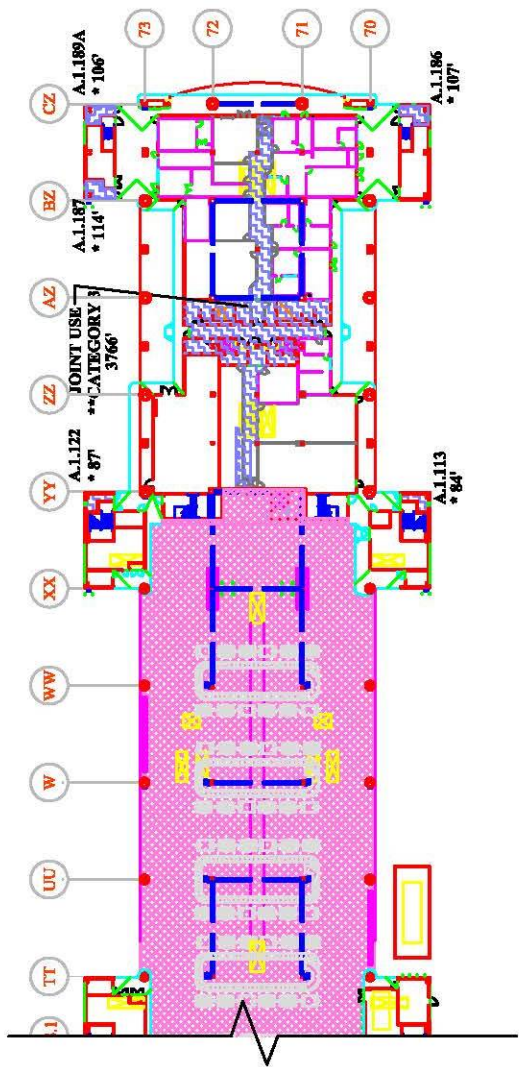 73
72
71
70
A.1.189A
* 106'
A.1.186
* 107'
CZ
BZ
A.1.187
* 114'
AZ
JOINT USE
**CATEGORY 3
3766'
ZZ
A.1.122
* 87'
A.1.113
* 84'
YY
XX
WW
W
UU
TT